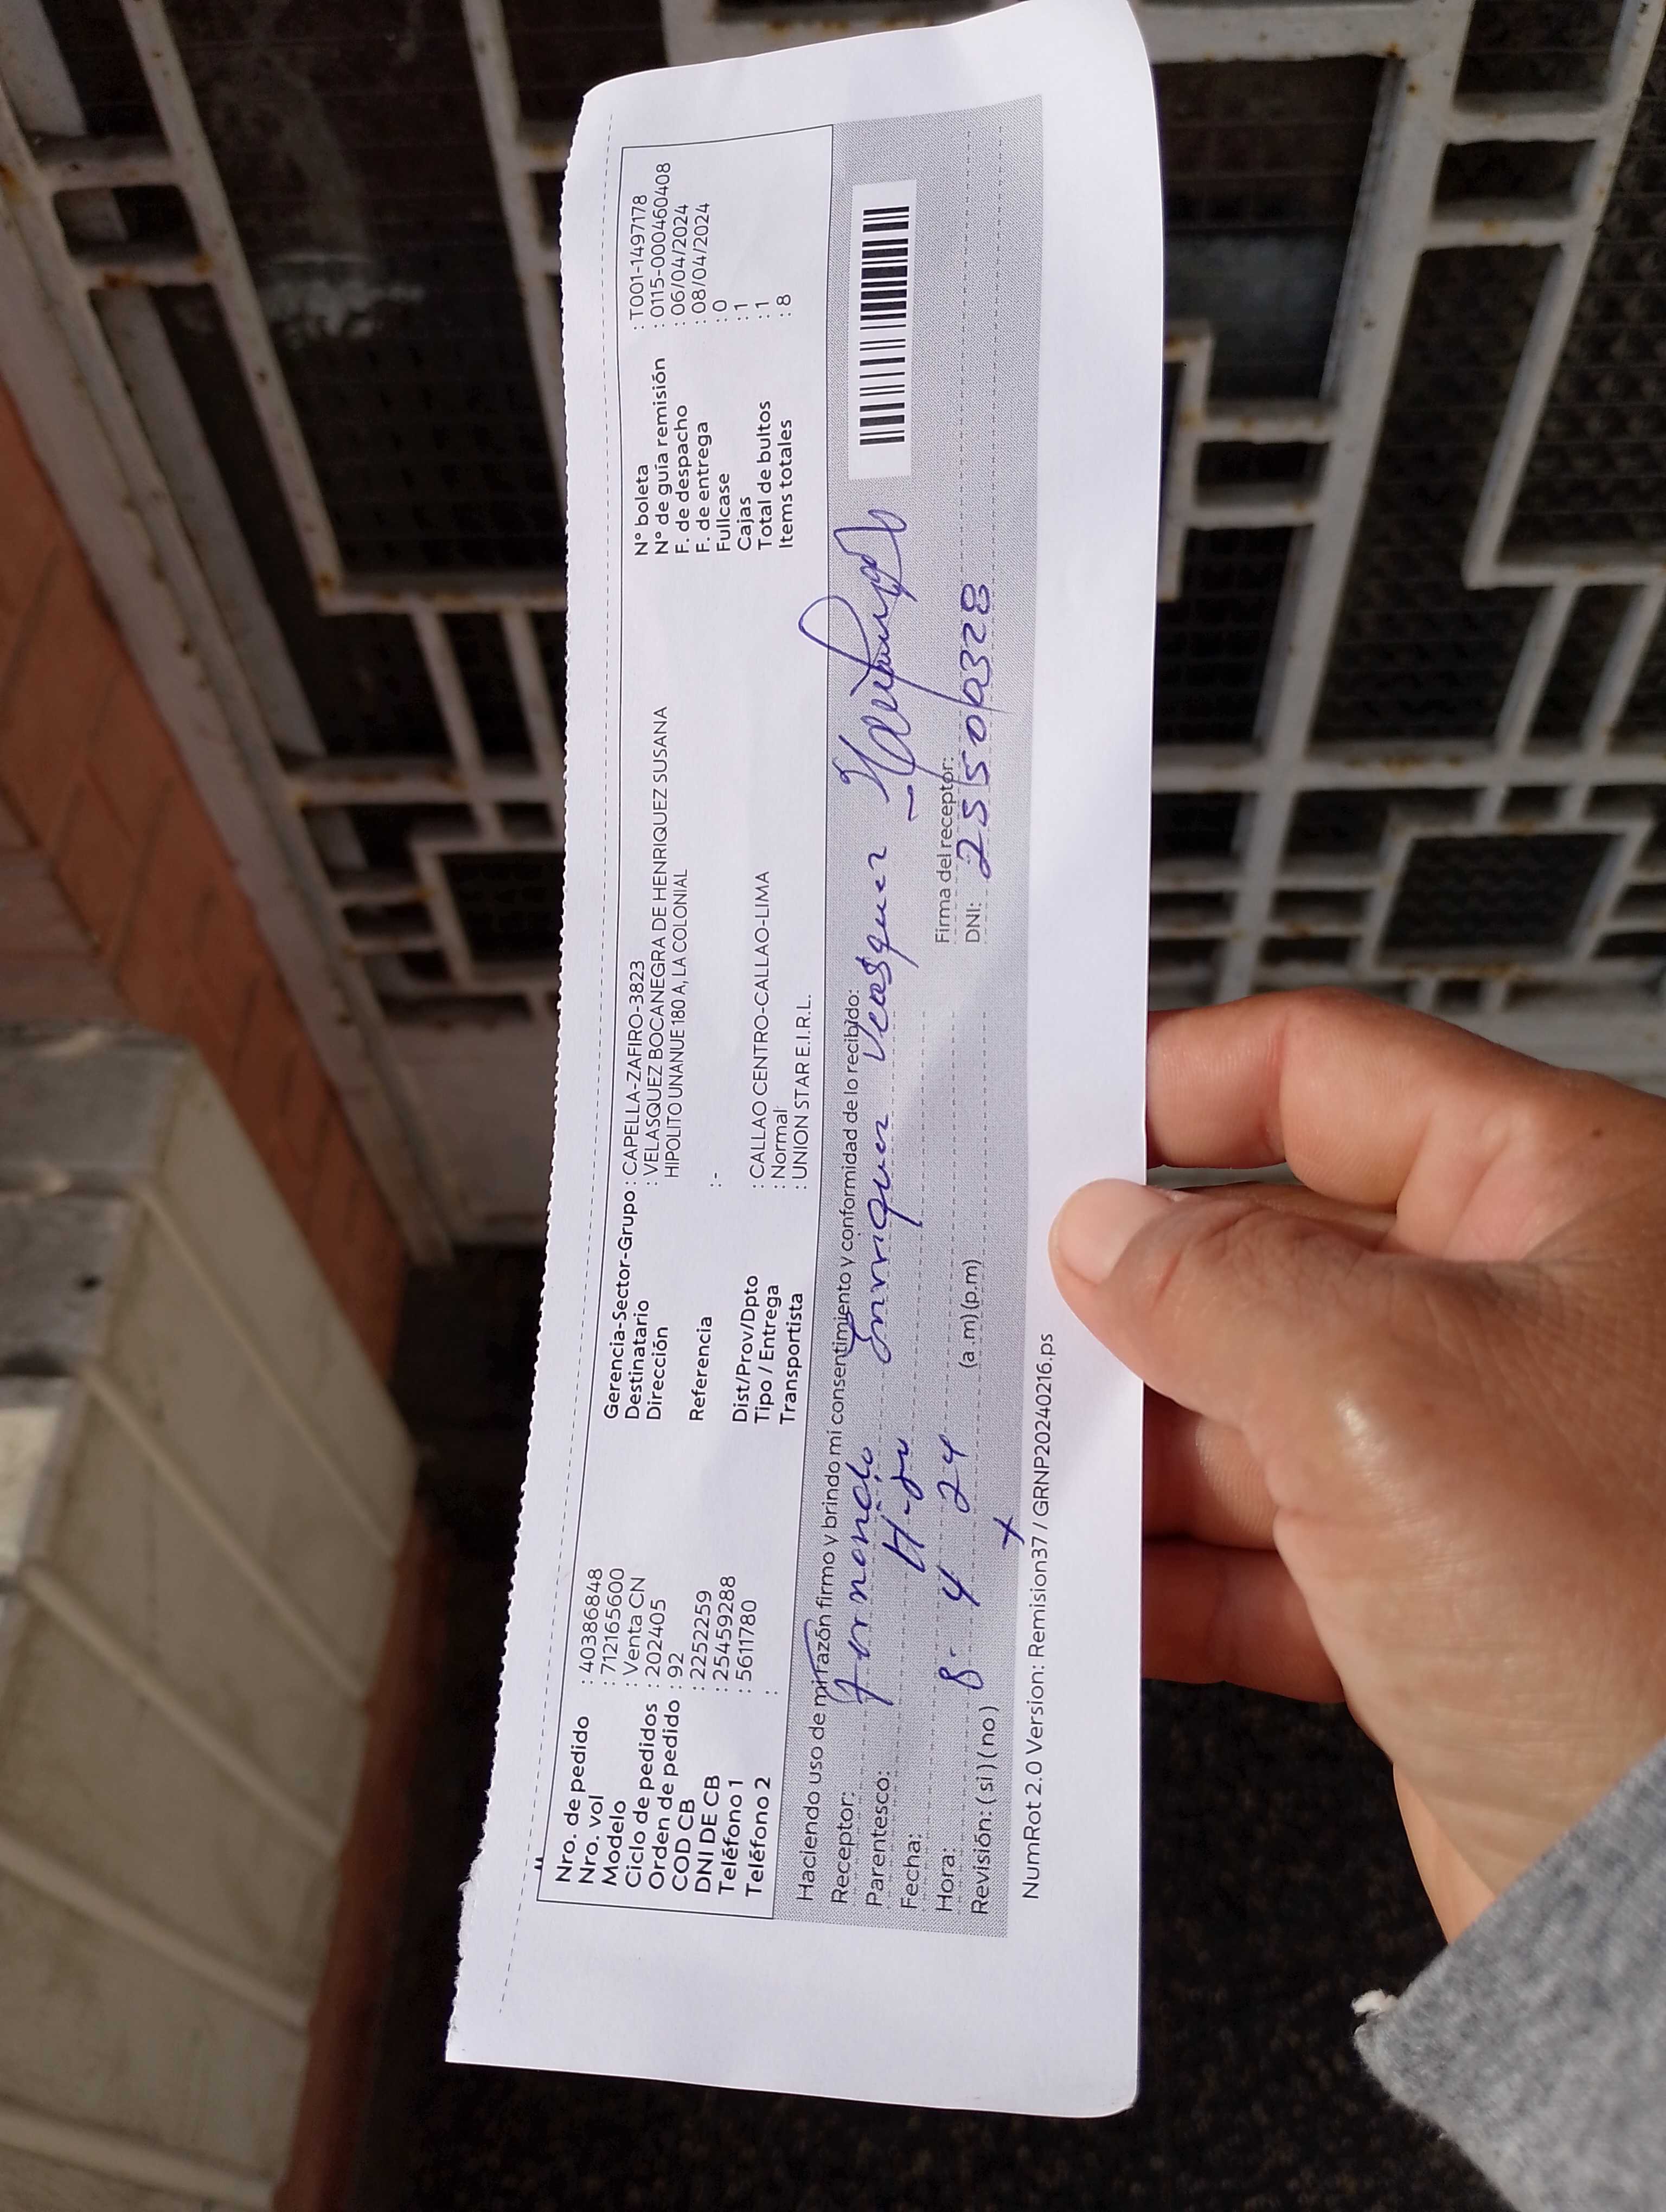 Nro. de pedido : 40386848
Nro. vol : 712165600
Modelo : Venta CN
Ciclo de pedidos : 202405
Orden de pedido : 92
COD CB : 2252259
DNI DE CB : 25459288
Teléfono 1 : 5611780
Teléfono 2 :
Gerencia-Sector-Grupo : CAPELLA-ZAFIRO-3823
Destinatario : VELASQUEZ BOCANEGRA DE HENRIQUEZ SUSANA
Dirección HIPOLITO UNANUE 180 A, LA COLONIAL
Referencia : -
Dist/Prov/Dpto : CALLAO CENTRO-CALLAO-LIMA
Tipo / Entrega : Normal
Transportista : UNION STAR E.I.R.L.
N° boleta : T001-1497178
N° de guía remisión : 0115-000460408
F. de despacho : 06/04/2024
F. de entrega : 08/04/2024
Fullcase : 0
Cajas : 1
Total de bultos : 1
Items totales : 8
Haciendo uso de mi razón firmo y brindo mi consentimiento y conformidad de lo recibido:
Receptor: Fernando Enriquez
Parentesco:
Fecha: 8- 4 24
Hora: (a .m) (p.m)
Revisión: ( si ) ( no )
Firma del receptor:
DNI:
NumRot 2.0 Version: Remision37 / GRNP20240216.ps